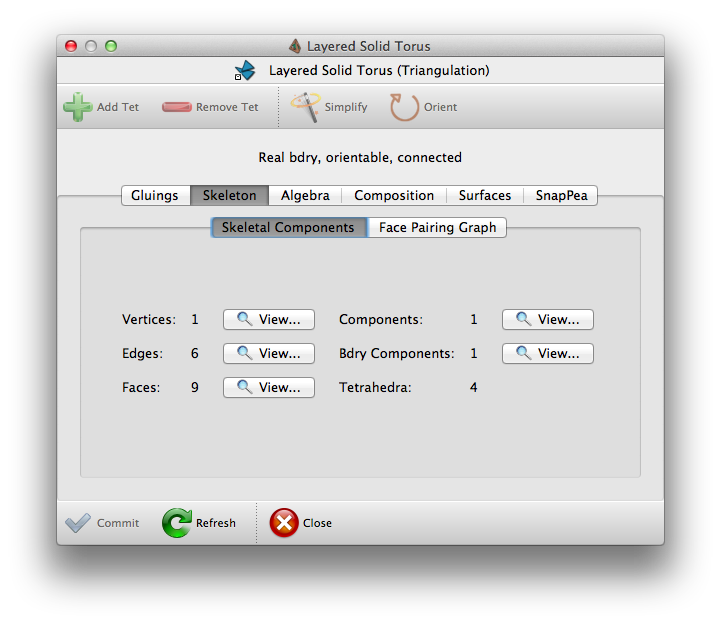 Layered Solid Torus
Layered Solid Torus (Triangulation)
Add Tet Remove Tet Simplify Orient
Real bdry, orientable, connected
Gluings Skeleton Algebra Composition Surfaces SnapPea
Skeletal Components Face Pairing Graph
Vertices: 1 View... Components: 1 View...
Edges: 6 View... Bdry Components: 1 View...
Faces: 9 View... Tetrahedra: 4
Commit Refresh Close